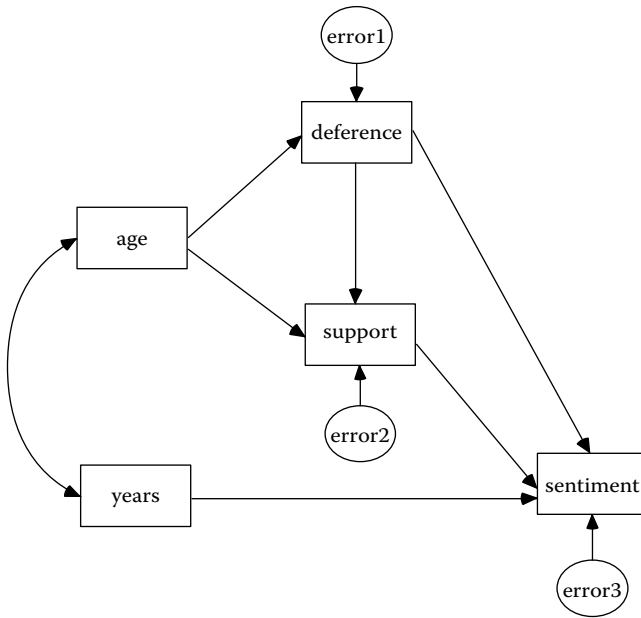 error1
deference
age
support
error2
years
sentiment
error3